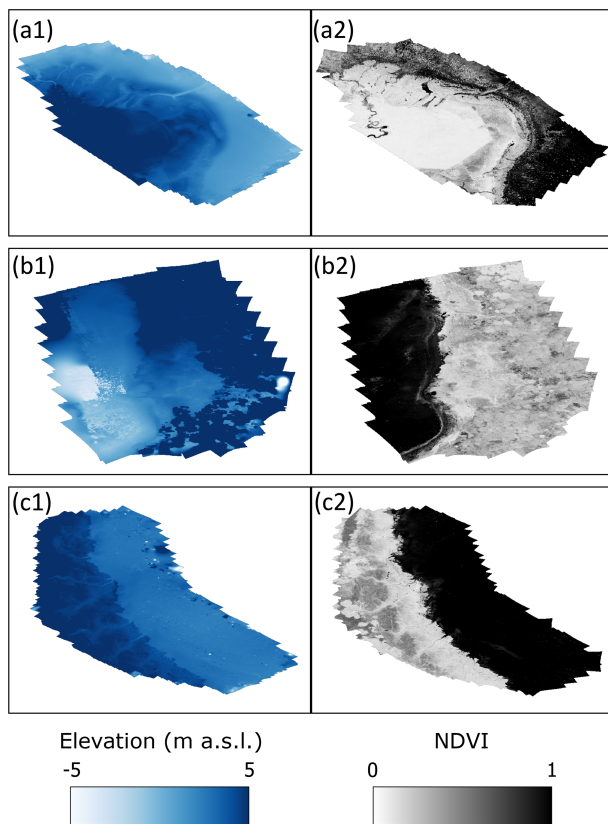 (a1) (a2)
(b1) (b2)
(c1) (c2)
Elevation (m a.s.l.) NDVI
-5 5 0 1